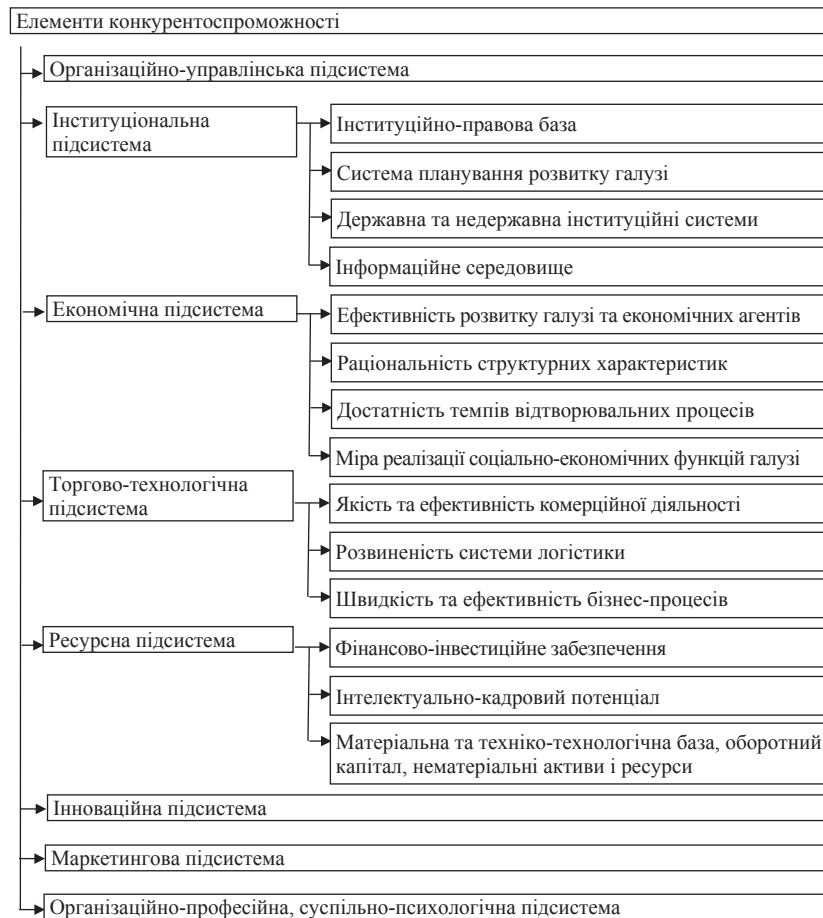 Елементи конкурентоспроможності
Організаційно-управлінська підсистема
Інституціональна
підсистема
Інституційно-правова база
Система планування розвитку галузі
Державна та недержавна інституційні системи
Інформаційне середовище
Економічна підсистема
Ефективність розвитку галузі та економічних агентів
Раціональність структурних характеристик
Достатність темпів відтворювальних процесів
Міра реалізації соціально-економічних функцій галузі
Торгово-технологічна
підсистема
Якість та ефективність комерційної діяльності
Розвиненість системи логістики
Швидкість та ефективність бізнес-процесів
Ресурсна підсистема
Фінансово-інвестиційне забезпечення
Інтелектуально-кадровий потенціал
Матеріальна та техніко-технологічна база, оборотний
капітал, нематеріальні активи і ресурси
Інноваційна підсистема
Маркетингова підсистема
Організаційно-професійна, суспільно-психологічна підсистема